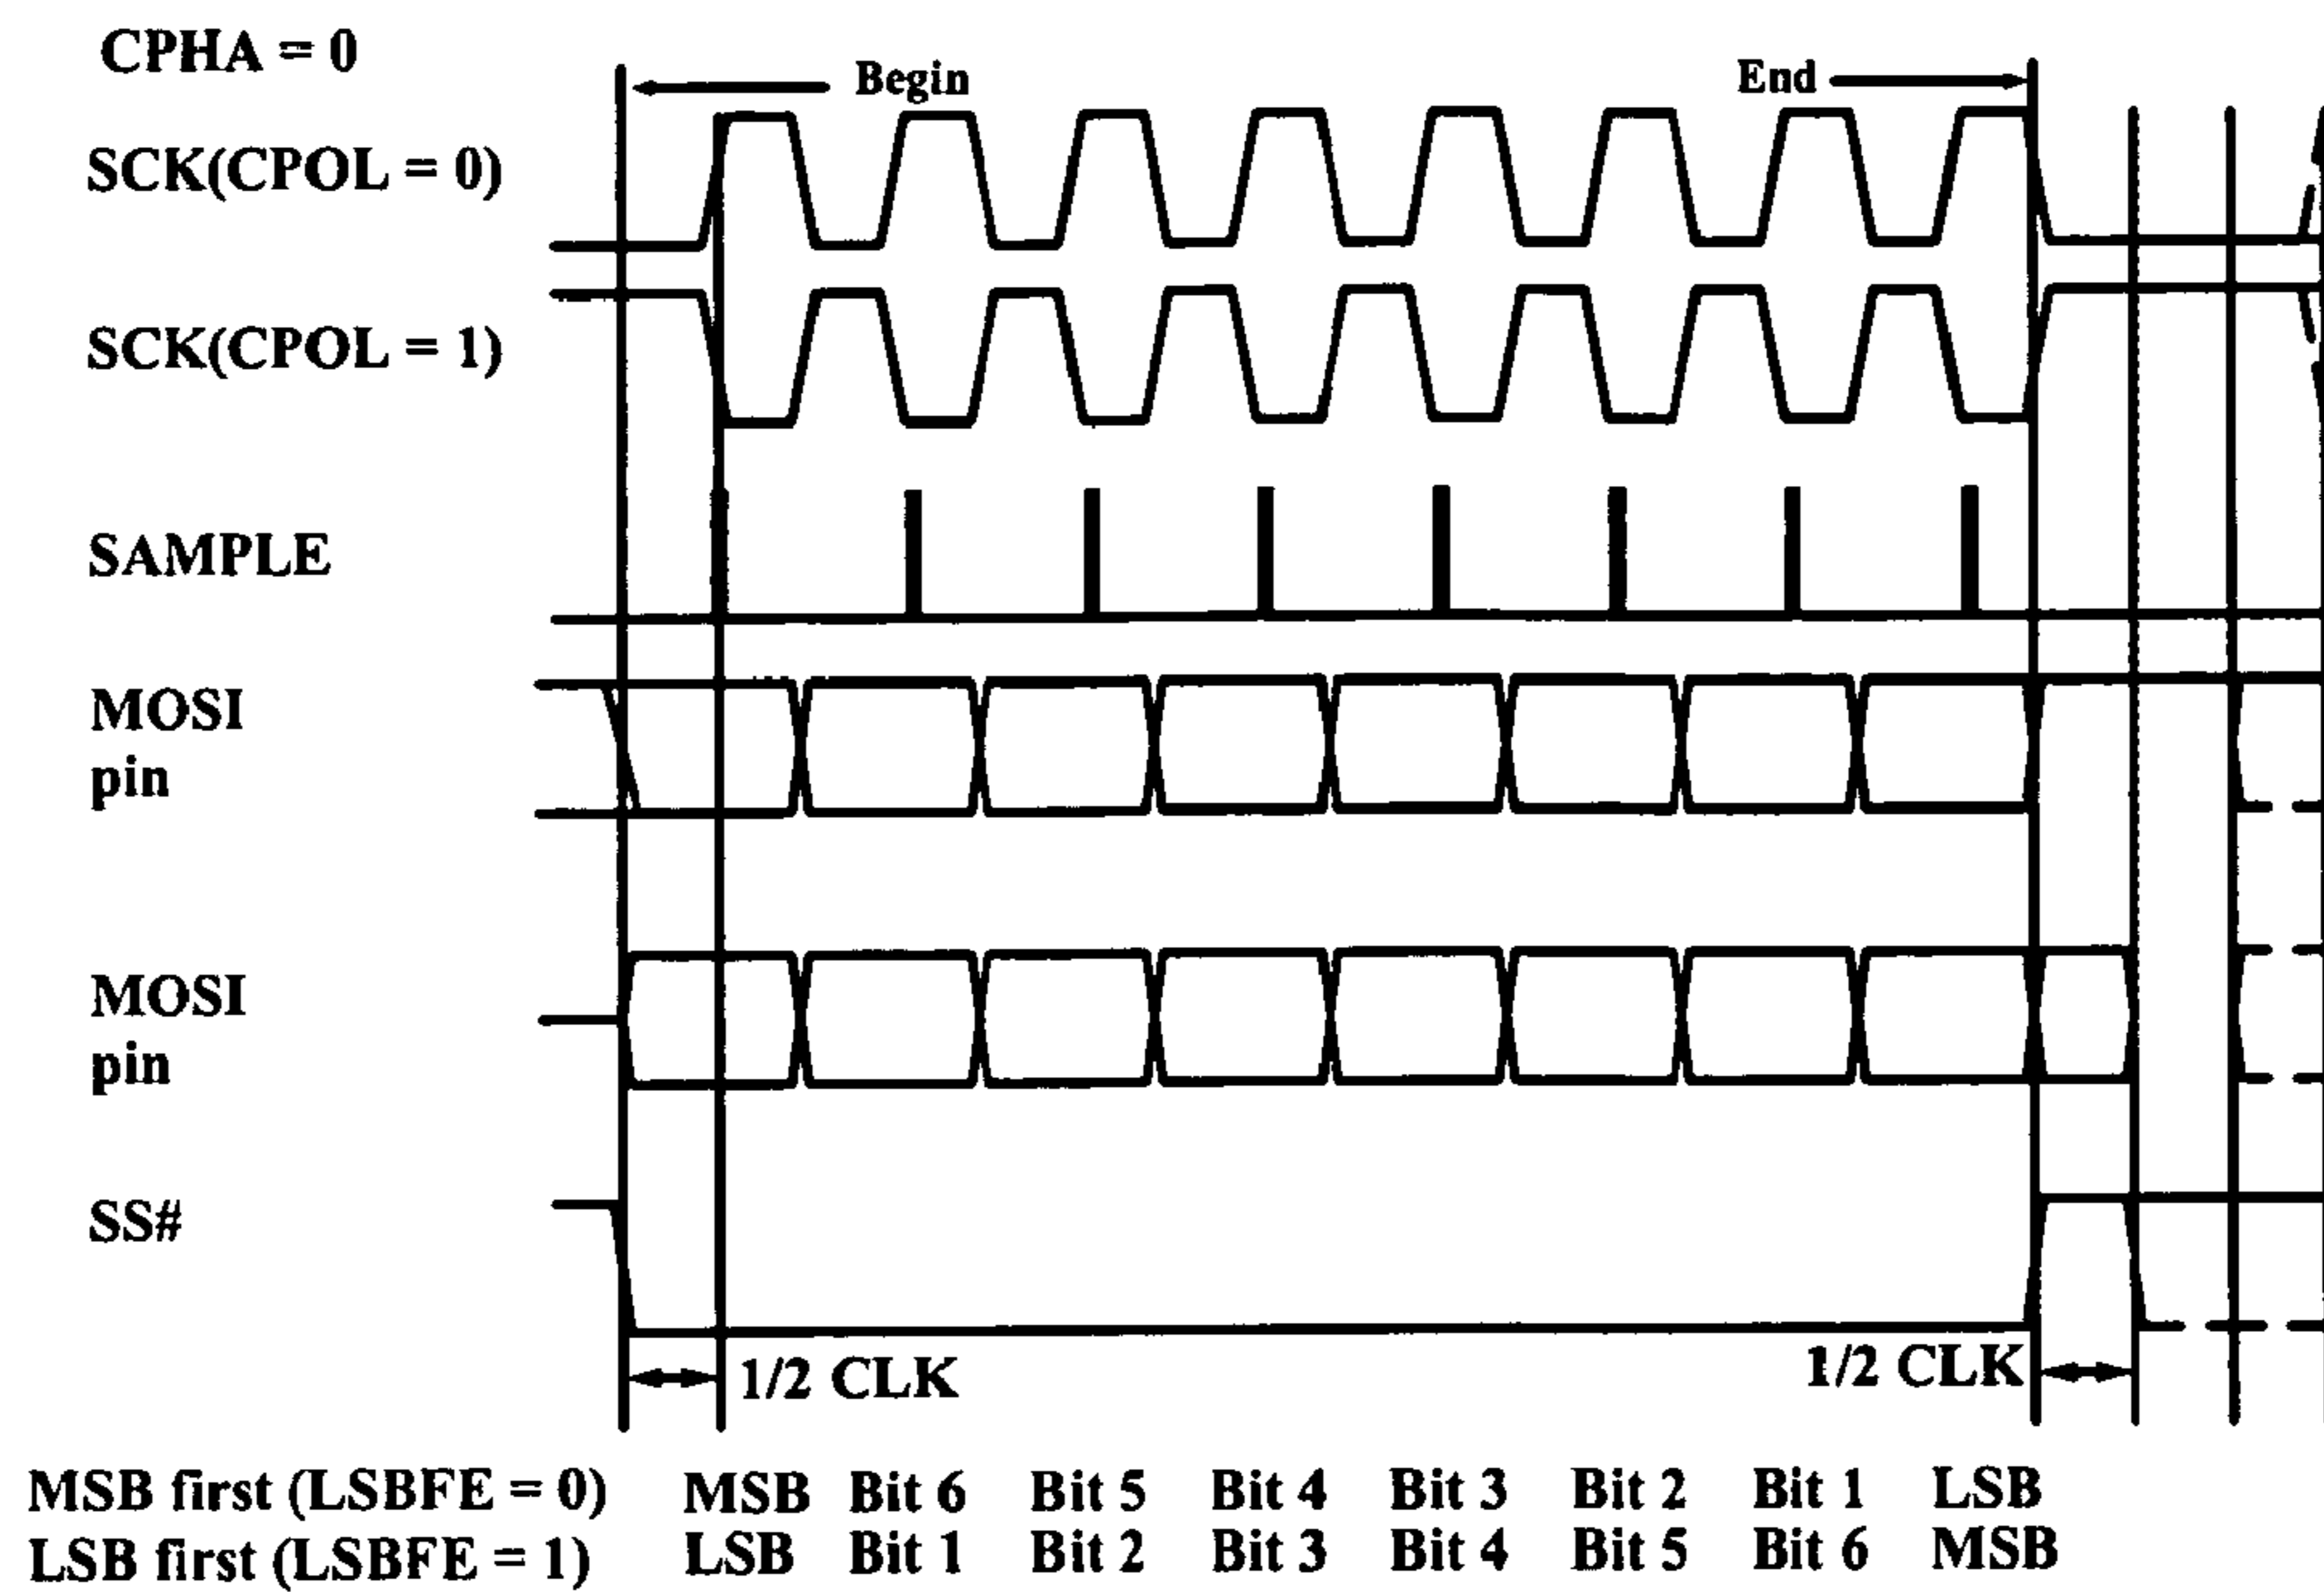 CPHA = 0
Begin
End
SCK(CPOL = 0)
SCK(CPOL = 1)
SAMPLE
MOSI
pin
MOSI
pin
SS#
1/2 CLK
1/2 CLK
MSB first (LSBFE = 0) MSB Bit 6 Bit 5 Bit 4 Bit 3 Bit 2 Bit 1 LSB
LSB first (LSBFE = 1) LSB Bit 1 Bit 2 Bit 3 Bit 4 Bit 5 Bit 6 MSB